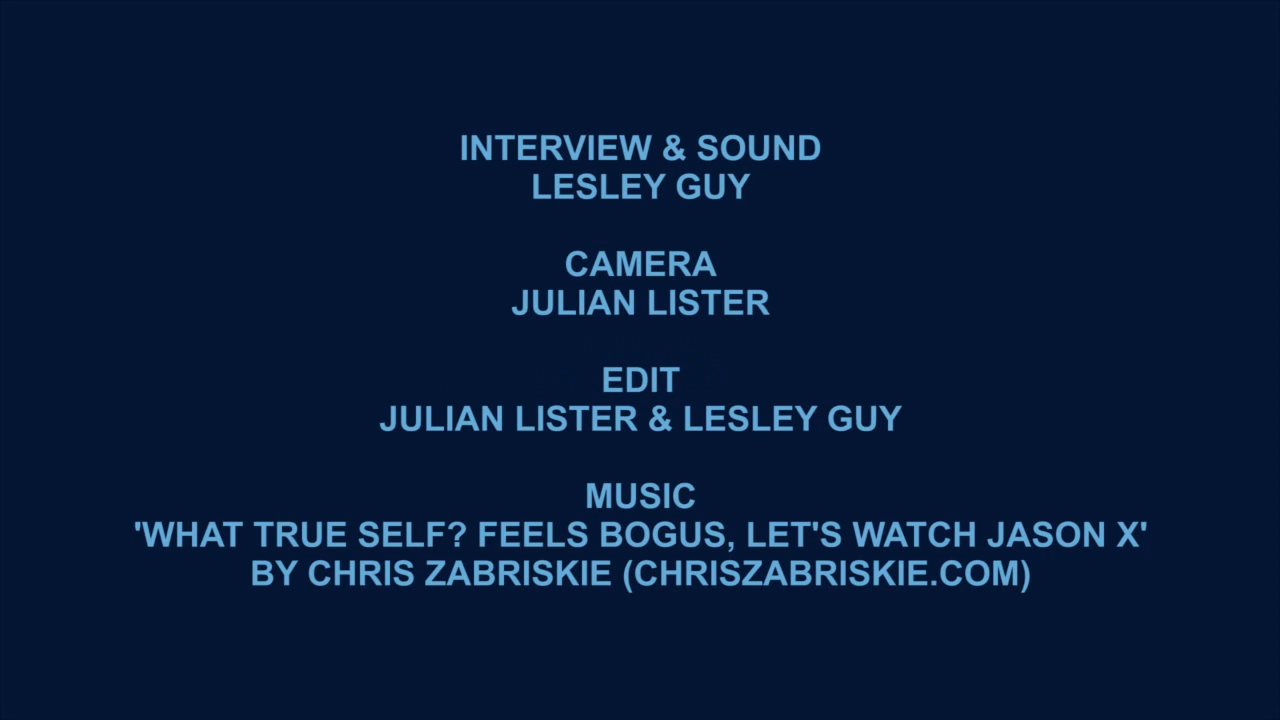 INTERVIEW & SOUND
LESLEY GUY
CAMERA
JULIAN LISTER
EDIT
JULIAN LISTER & LESLEY GUY
MUSIC
'WHAT TRUE SELF? FEELS BOGUS, LET'S WATCH JASON X'
BY CHRIS ZABRISKIE (CHRISZABRISKIE.COM)